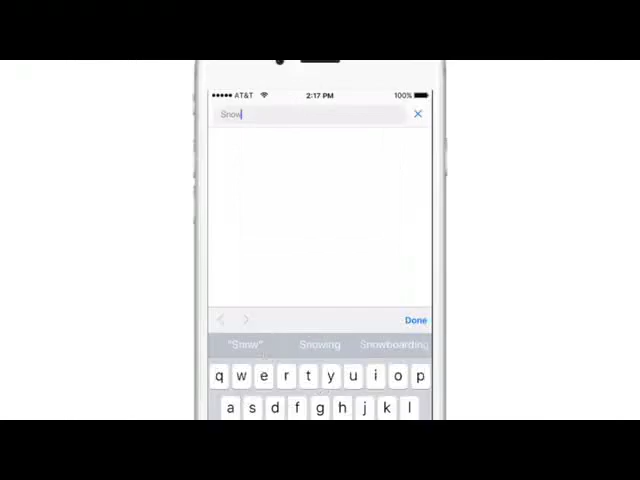 AT&T 2:17 PM 100%
Snow
Done
"Snow" Snowing Snowboarding
q w e r t y u i o p
a s d f g h j k l